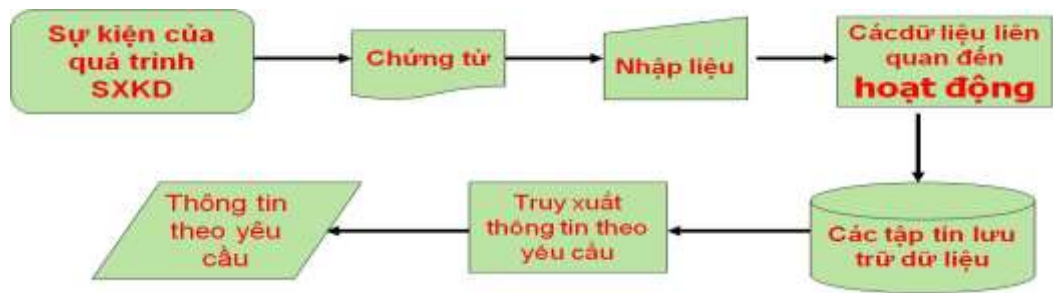 Sự kiện của
quá trình
SXKD
Chứng từ
Nhập liệu
Cácdữ liệu liên
quan đến
hoạt động
Các tập tin lưu
trữ dữ liệu
Truy xuất
thông tin theo
yêu cầu
Thông tin
theo yêu
cầu